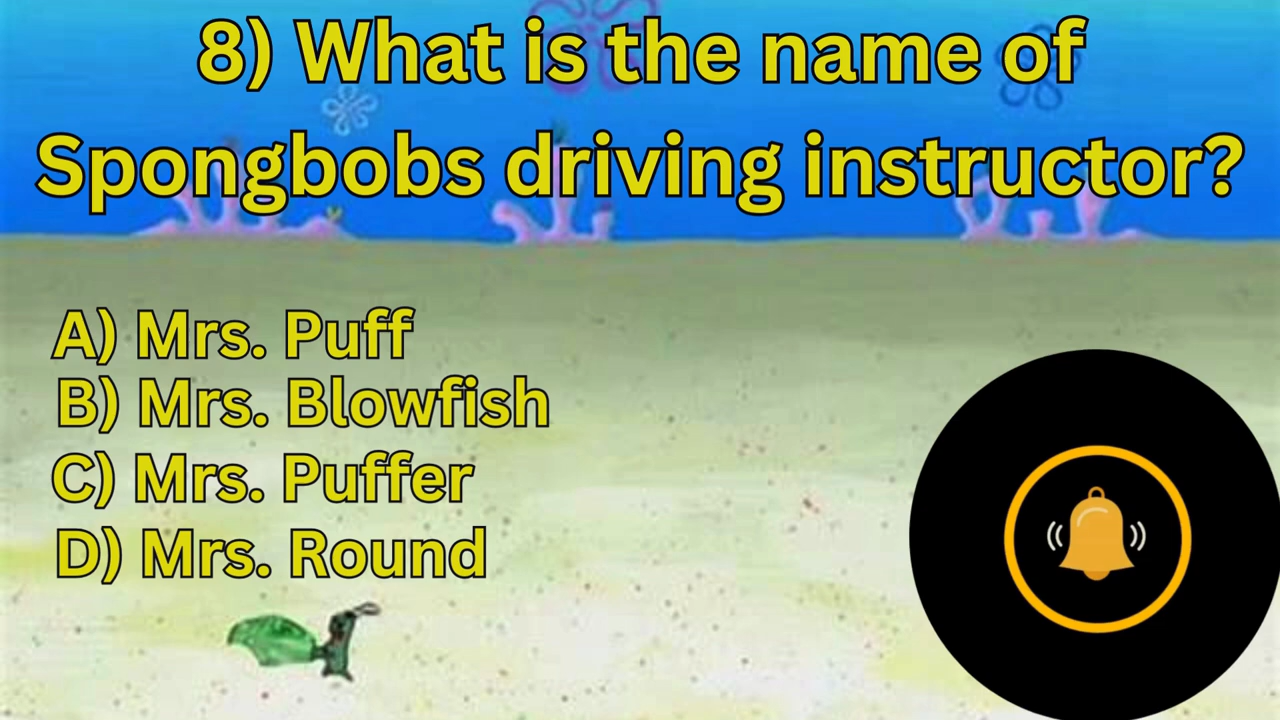 8) What is the name of
Spongbobs driving instructor?
A) Mrs. Puff
B) Mrs. Blowfish
C) Mrs. Puffer
D) Mrs. Round